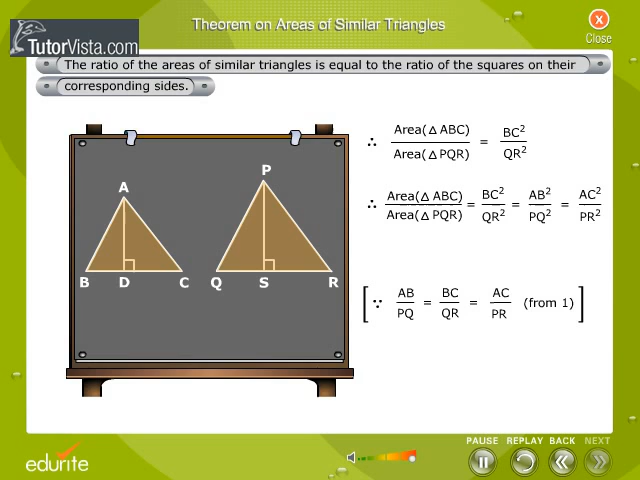 Theorem on Areas of Similar Triangles
Close
TutorVista.com
The ratio of the areas of similar triangles is equal to the ratio of the squares on their
corresponding sides.
∴ Area(△ ABC) / Area(△ PQR) = BC² / QR²
∴ Area(△ ABC) / Area(△ PQR) = BC² / QR² = AB² / PQ² = AC² / PR²
[ ∵ AB / PQ = BC / QR = AC / PR (from 1) ]
A
B D C
P
Q S R
PAUSE REPLAY BACK NEXT
edurite